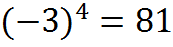 (−3)⁴ = 81